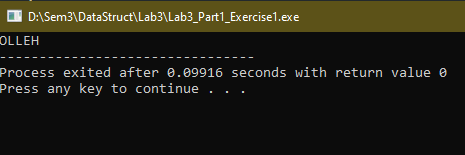 D:\Sem3\DataStruct\Lab3\Lab3_Part1_Exercise1.exe
OLLEH
--------------------------------
Process exited after 0.09916 seconds with return value 0
Press any key to continue . . .